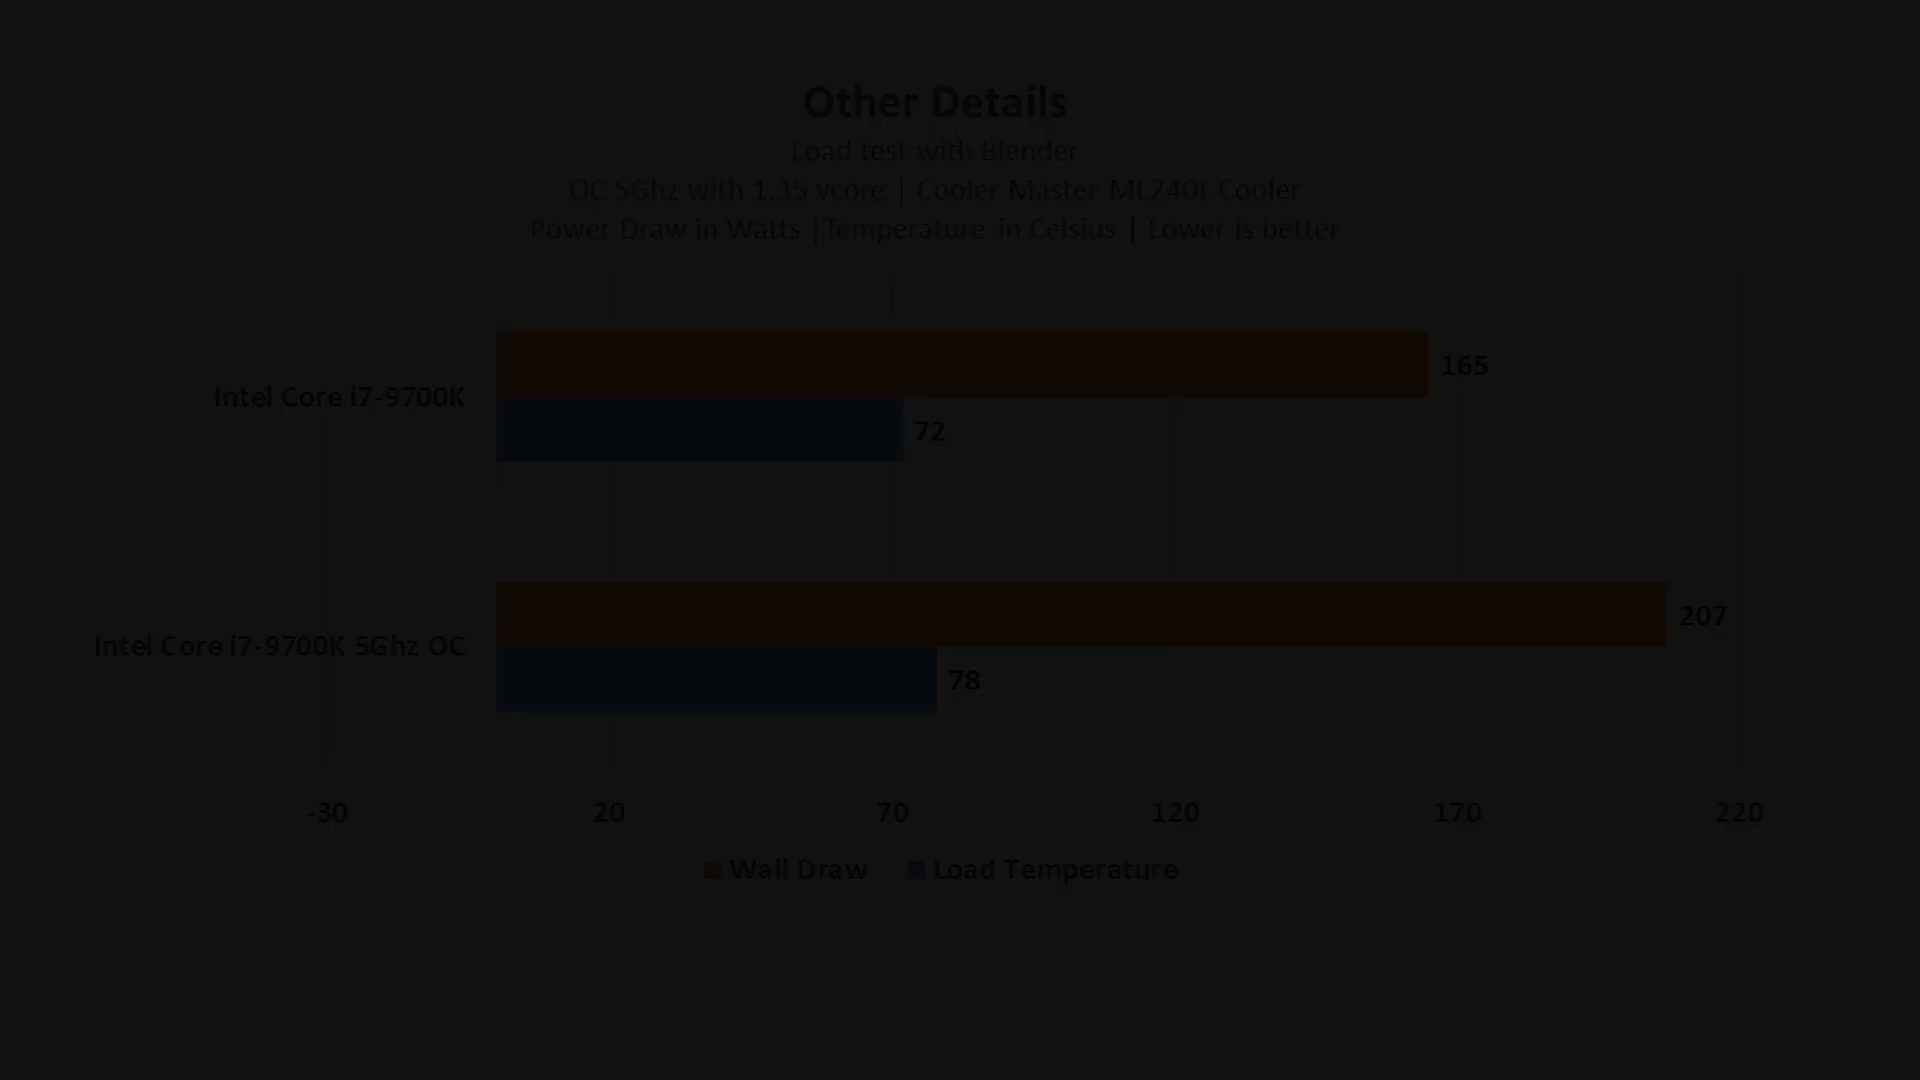 Other Details
Load test with Blender
OC 5Ghz with 1.35 vcore | Cooler Master ML240L Cooler
Power Draw in Watts |Temperature in Celsius | Lower is better
165
Intel Core i7-9700K
72
207
Intel Core i7-9700K 5Ghz OC
78
-30 20 70 120 170 220
Wall Draw Load Temperature